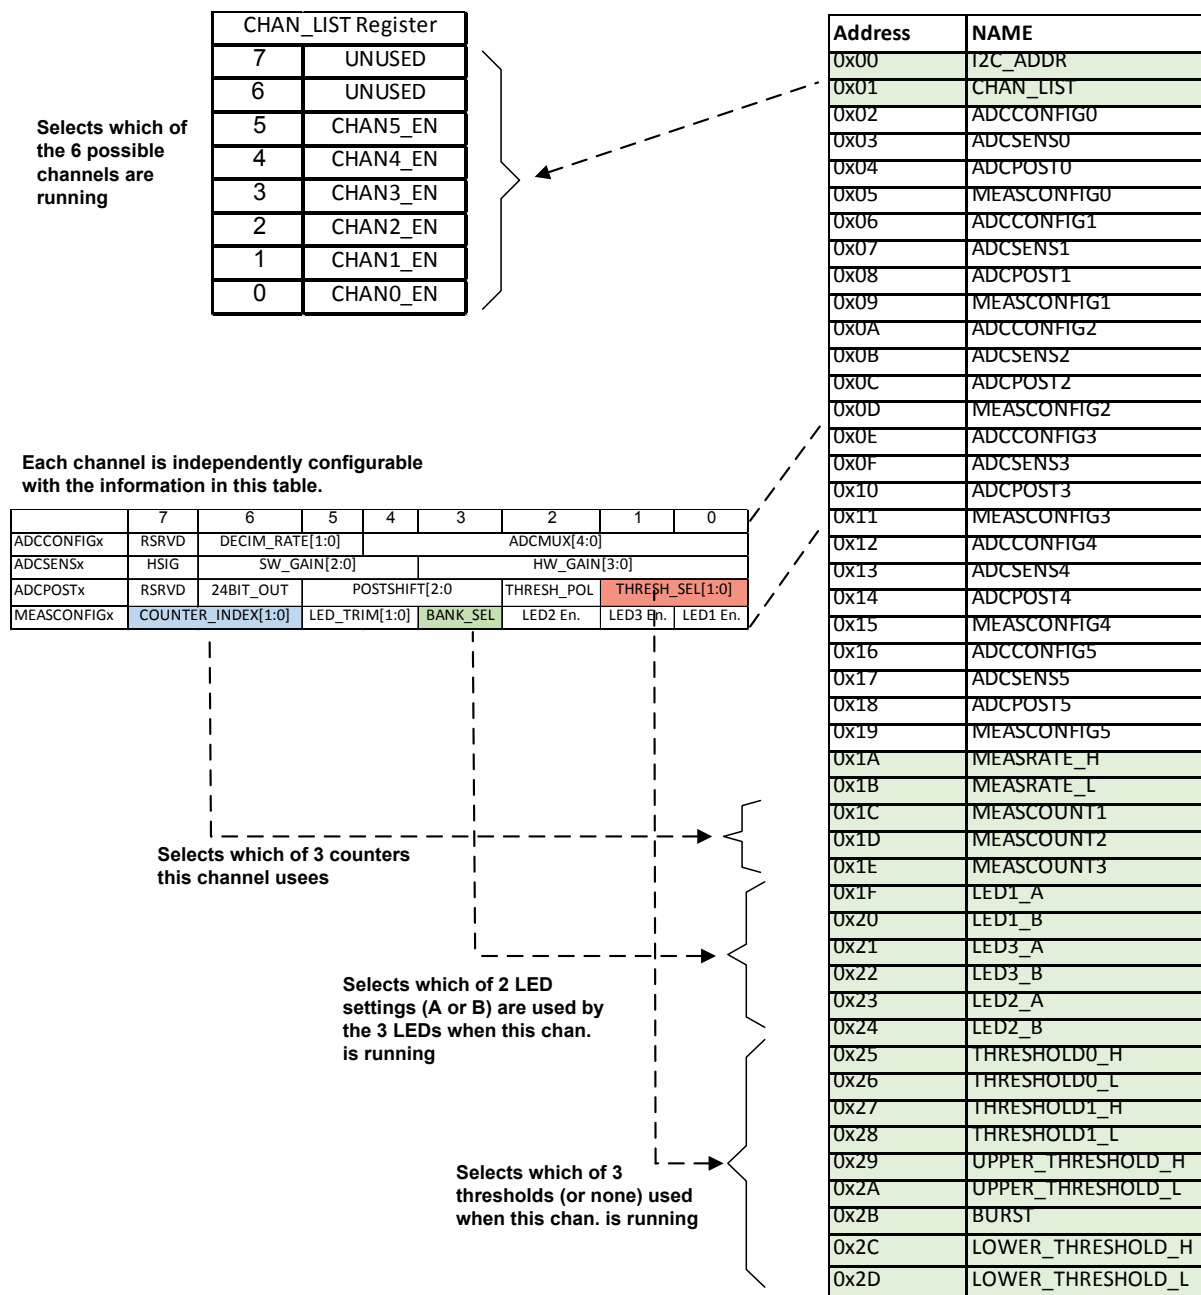 CHAN_LIST Register
7 UNUSED
6 UNUSED
5 CHAN5_EN
4 CHAN4_EN
3 CHAN3_EN
2 CHAN2_EN
1 CHAN1_EN
0 CHAN0_EN
Selects which of
the 6 possible
channels are
running
Each channel is independently configurable
with the information in this table.
7 6 5 4 3 2 1 0
ADCCONFIGx RSRVD DECIM_RATE[1:0] ADCMUX[4:0]
ADCSENSx HSIG SW_GAIN[2:0] HW_GAIN[3:0]
ADCPOSTx RSRVD 24BIT_OUT POSTSHIFT[2:0 THRESH_POL THRESH_SEL[1:0]
MEASCONFIGx COUNTER_INDEX[1:0] LED_TRIM[1:0] BANK_SEL LED2 En. LED3 En. LED1 En.
Selects which of 3 counters
this channel usees
Selects which of 2 LED
settings (A or B) are used by
the 3 LEDs when this chan.
is running
Selects which of 3
thresholds (or none) used
when this chan. is running
Address NAME
0x00 I2C_ADDR
0x01 CHAN_LIST
0x02 ADCCONFIG0
0x03 ADCSENS0
0x04 ADCPOST0
0x05 MEASCONFIG0
0x06 ADCCONFIG1
0x07 ADCSENS1
0x08 ADCPOST1
0x09 MEASCONFIG1
0x0A ADCCONFIG2
0x0B ADCSENS2
0x0C ADCPOST2
0x0D MEASCONFIG2
0x0E ADCCONFIG3
0x0F ADCSENS3
0x10 ADCPOST3
0x11 MEASCONFIG3
0x12 ADCCONFIG4
0x13 ADCSENS4
0x14 ADCPOST4
0x15 MEASCONFIG4
0x16 ADCCONFIG5
0x17 ADCSENS5
0x18 ADCPOST5
0x19 MEASCONFIG5
0x1A MEASRATE_H
0x1B MEASRATE_L
0x1C MEASCOUNT1
0x1D MEASCOUNT2
0x1E MEASCOUNT3
0x1F LED1_A
0x20 LED1_B
0x21 LED3_A
0x22 LED3_B
0x23 LED2_A
0x24 LED2_B
0x25 THRESHOLD0_H
0x26 THRESHOLD0_L
0x27 THRESHOLD1_H
0x28 THRESHOLD1_L
0x29 UPPER_THRESHOLD_H
0x2A UPPER_THRESHOLD_L
0x2B BURST
0x2C LOWER_THRESHOLD_H
0x2D LOWER_THRESHOLD_L